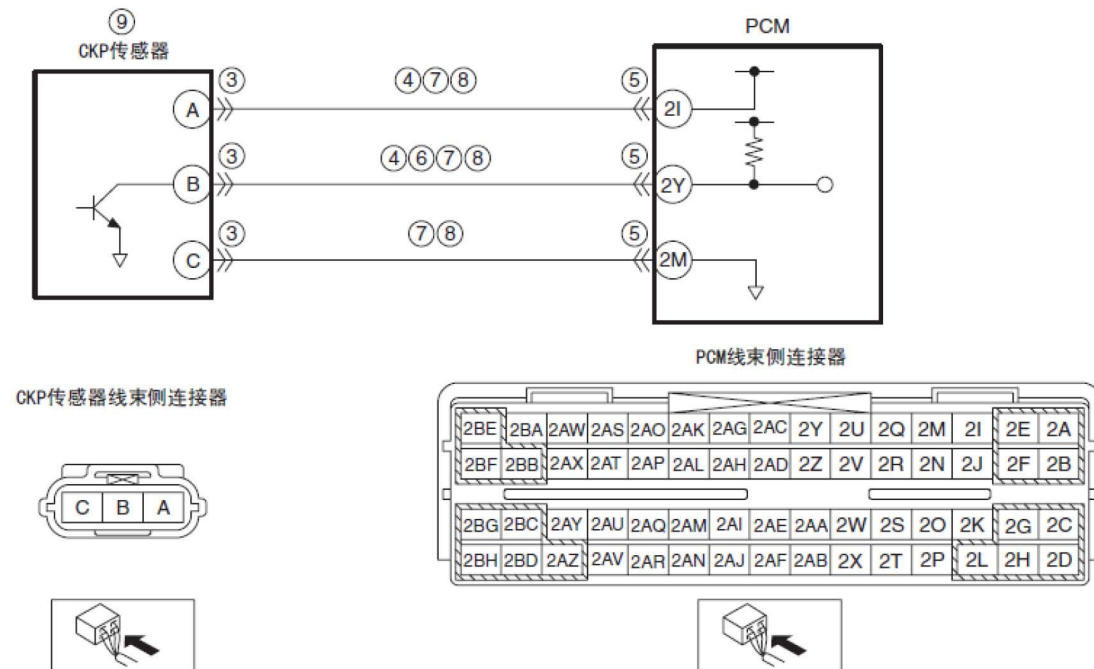 ⑨
CKP传感器
PCM
A
③
④⑦⑧
⑤
2I
B
③
④⑥⑦⑧
⑤
2Y
C
③
⑦⑧
⑤
2M
PCM线束侧连接器
CKP传感器线束侧连接器
2BE 2BA 2AW 2AS 2AO 2AK 2AG 2AC 2Y 2U 2Q 2M 2I 2E 2A
2BF 2BB 2AX 2AT 2AP 2AL 2AH 2AD 2Z 2V 2R 2N 2J 2F 2B
C B A
2BG 2BC 2AY 2AU 2AQ 2AM 2AI 2AE 2AA 2W 2S 2O 2K 2G 2C
2BH 2BD 2AZ 2AV 2AR 2AN 2AJ 2AF 2AB 2X 2T 2P 2L 2H 2D